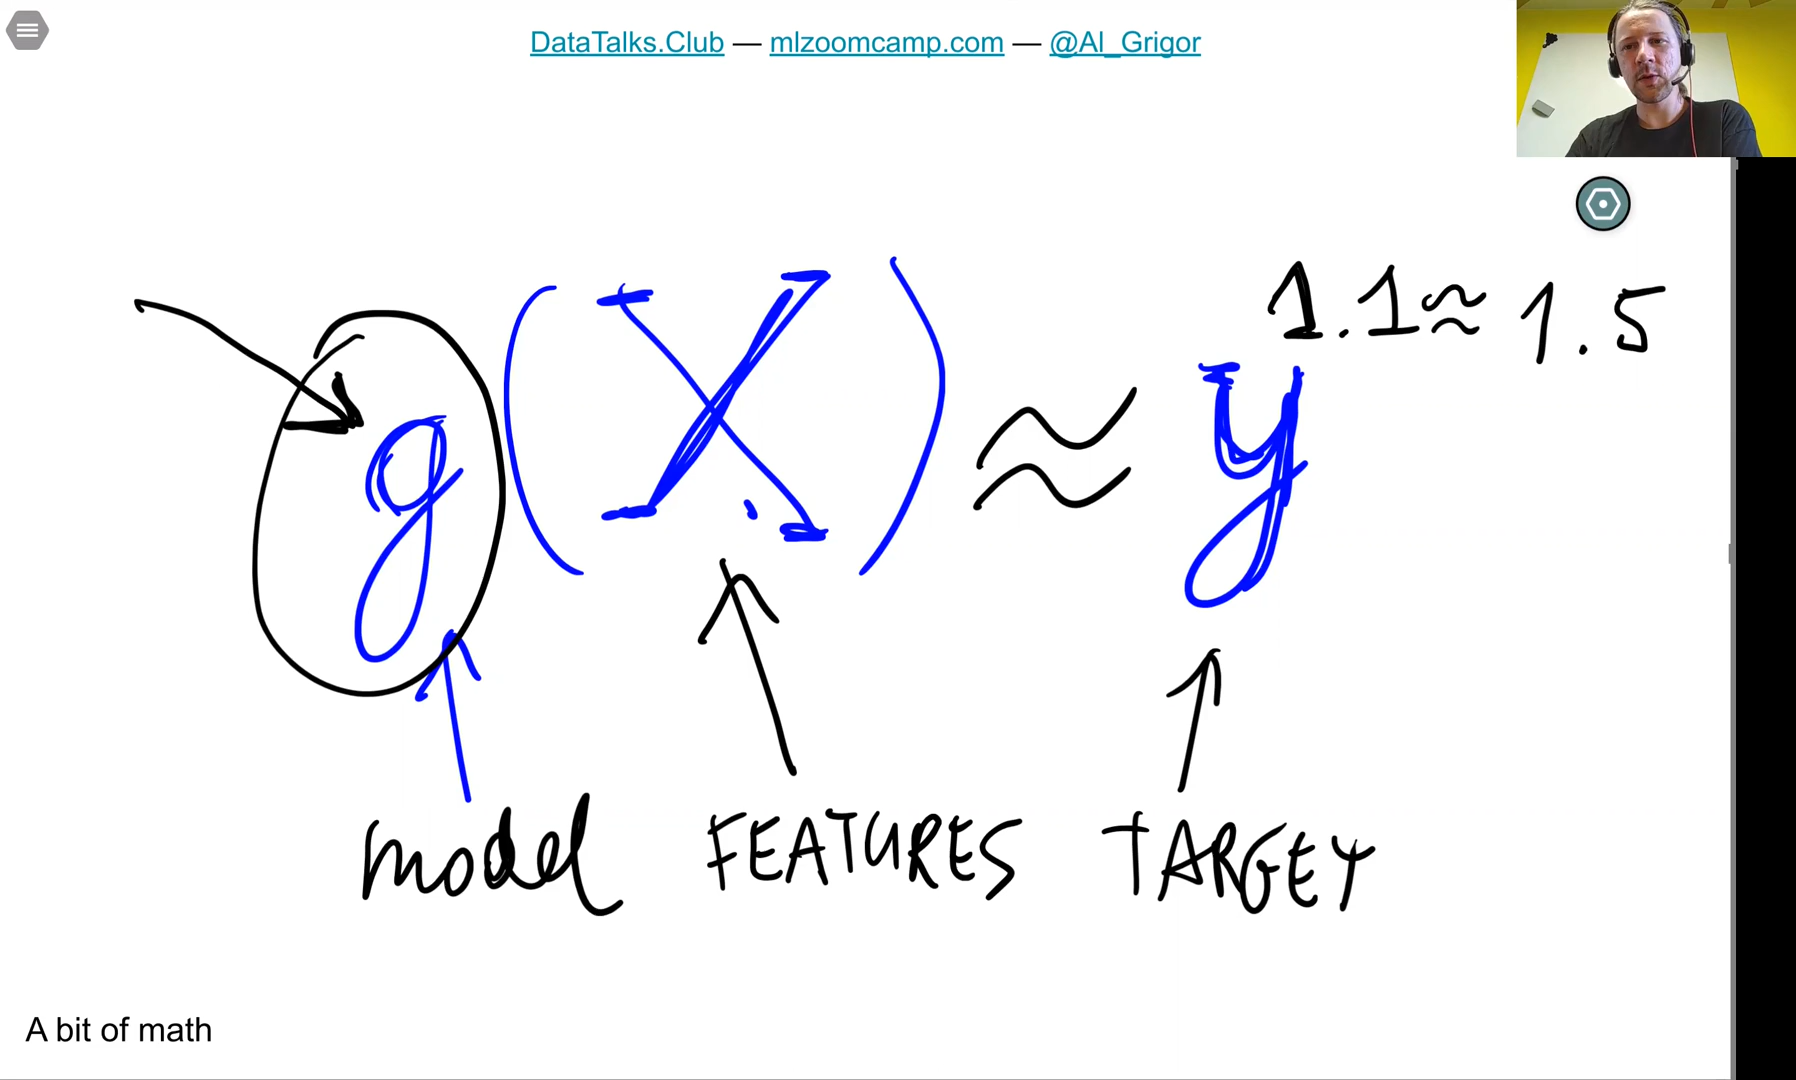 DataTalks.Club — mlzoomcamp.com — @Al_Grigor
1.1 ≈ 1.5
g(X) ≈ y
model FEATURES TARGET
A bit of math